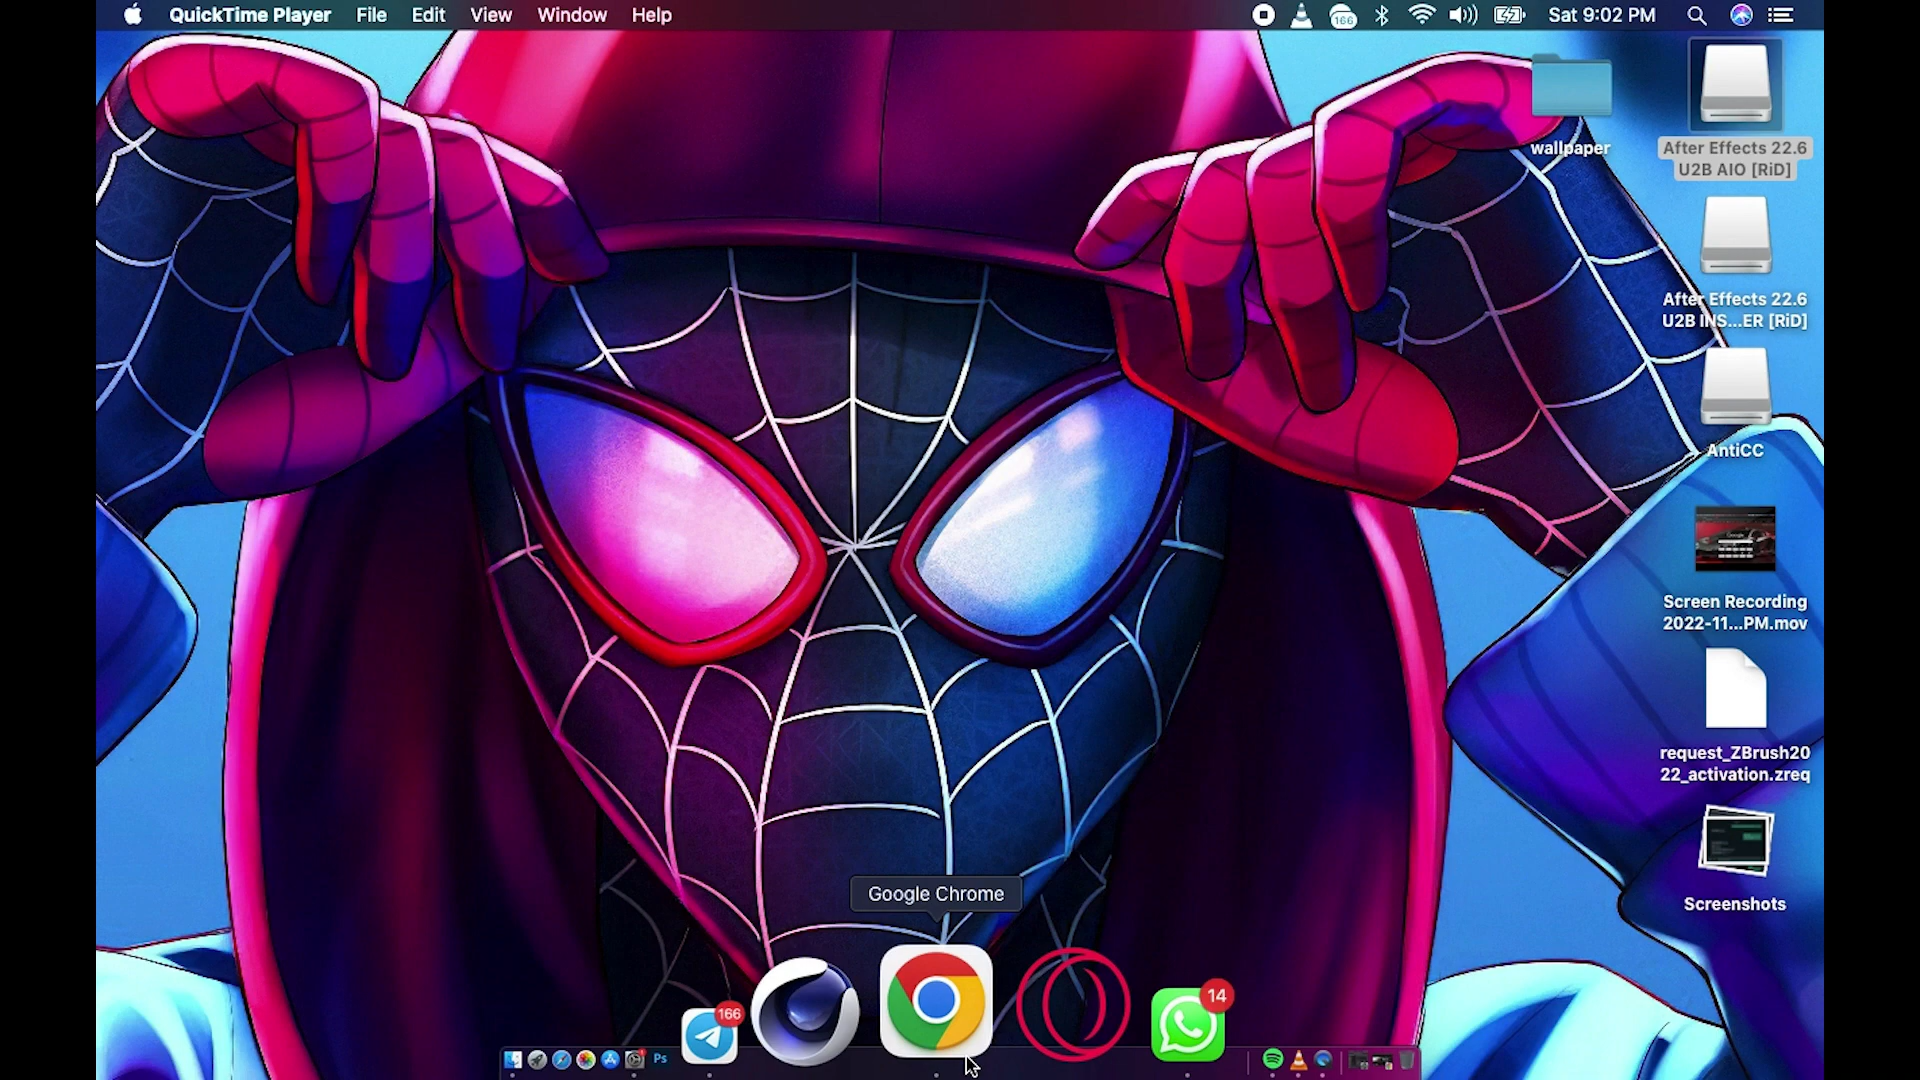 QuickTime Player File Edit View Window Help
166 Sat 9:02 PM
wallpaper
After Effects 22.6
U2B AIO [RiD]
After Effects 22.6
U2B INS...ER [RiD]
AntiCC
Screen Recording
2022-11...PM.mov
request_ZBrush20
22_activation.zreq
Screenshots
Google Chrome
166
14
Ps